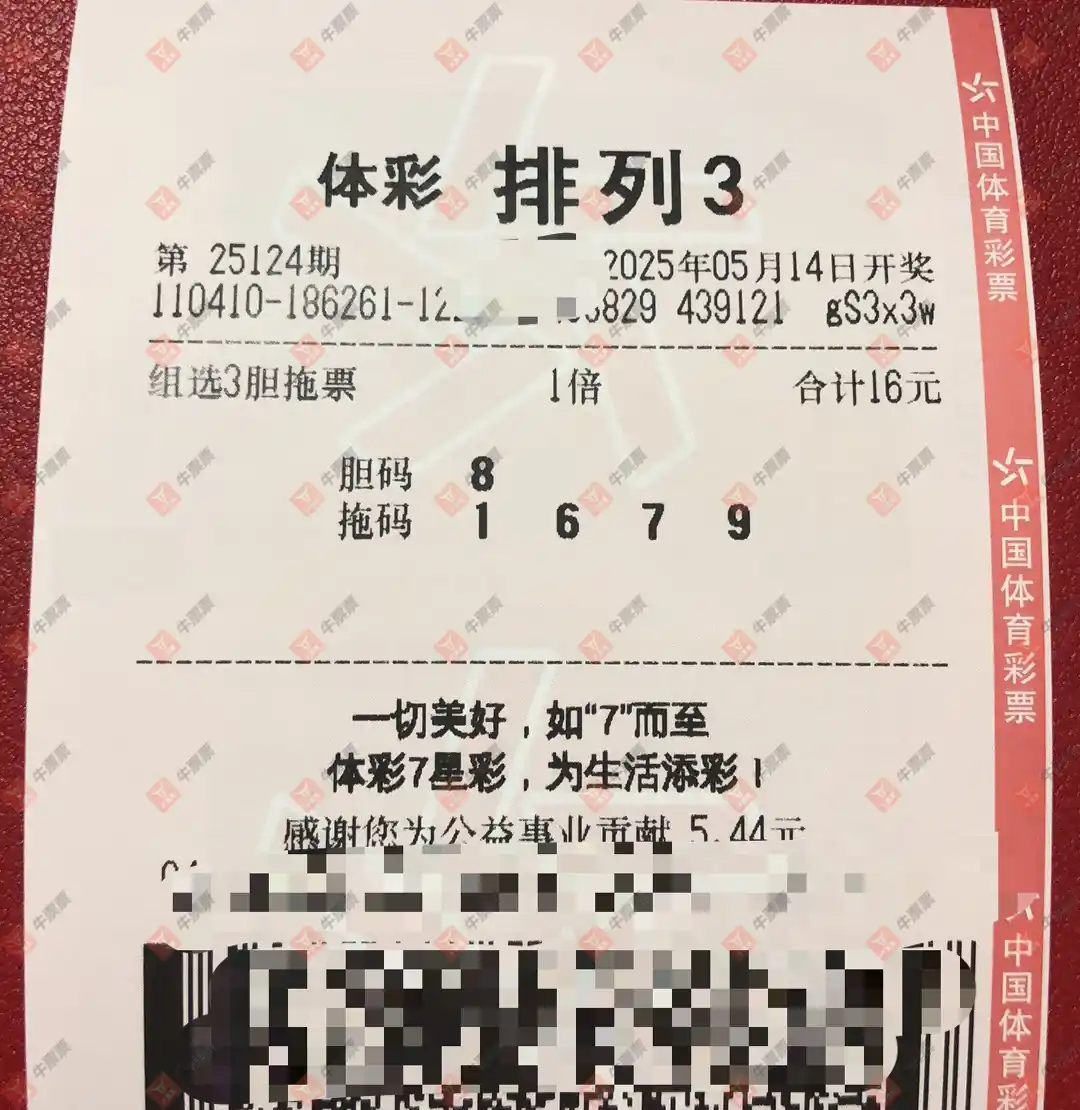 体彩 排列3
第 25124期 2025年05月14日开奖
110410-186261-12 829 439121 gS3x3w
组选3胆拖票 1倍 合计16元
胆码 8
拖码 1 6 7 9
一切美好，如“7”而至
体彩7星彩，为生活添彩！
感谢您为公益事业贡献 5.44元
中国体育彩票
中国体育彩票
中国体育彩
牛票票